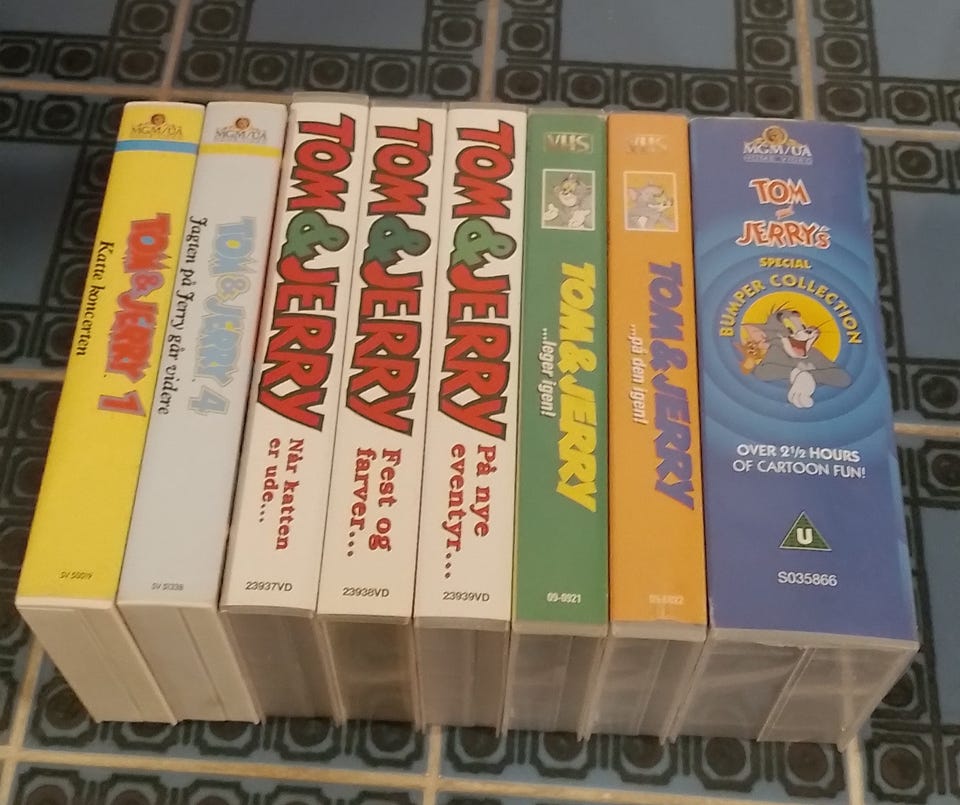 MGM/UA
TOM & JERRY 1
Katte koncerten
SV 50019
MGM/UA
TOM & JERRY 4
Jagten på Jerry går videre
TOM & JERRY
Når katten
er ude...
23937VD
TOM & JERRY
Fest og
farver...
23938VD
TOM & JERRY
På nye
eventyr...
23939VD
VHS
TOM & JERRY
...leger igen!
09-0921
VHS
TOM & JERRY
...på den igen!
MGM/UA
HOME VIDEO
TOM
and
JERRY's
SPECIAL
BUMPER COLLECTION
OVER 2½ HOURS
OF CARTOON FUN!
U
S035866